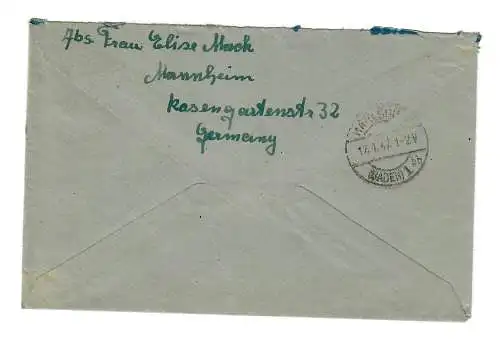 Abs. Frau Elise Mack
Mannheim
Rosengartenstr 32
Germany
(BADEN)